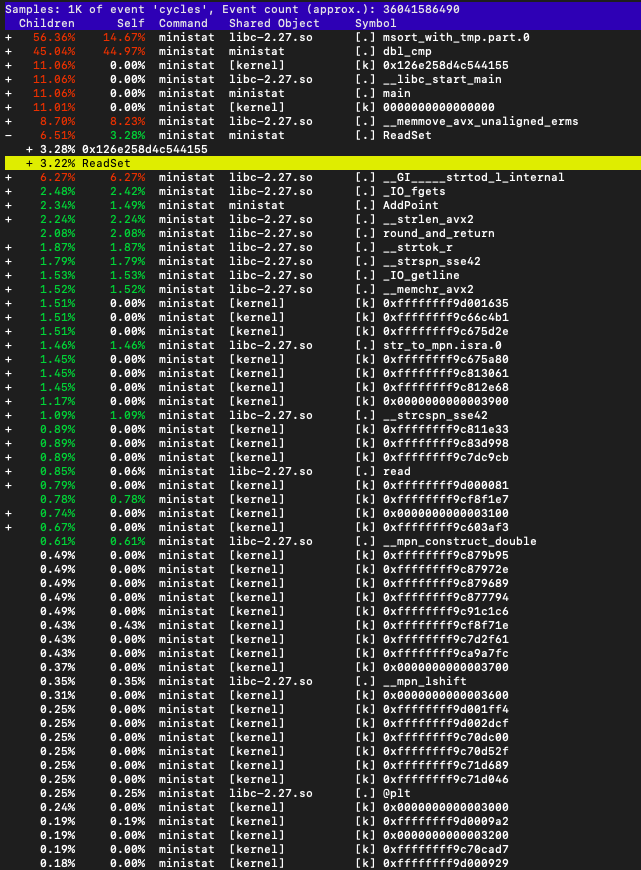 Samples: 1K of event 'cycles', Event count (approx.): 36041586490
Children Self Command Shared Object Symbol
+ 56.36% 14.67% ministat libc-2.27.so [.] msort_with_tmp.part.0
+ 45.04% 44.97% ministat ministat [.] dbl_cmp
+ 11.06% 0.00% ministat [kernel] [k] 0x126e258d4c544155
+ 11.06% 0.00% ministat libc-2.27.so [.] __libc_start_main
+ 11.06% 0.00% ministat ministat [.] main
+ 11.01% 0.00% ministat [kernel] [k] 0000000000000000
+ 8.70% 8.23% ministat libc-2.27.so [.] __memmove_avx_unaligned_erms
− 6.51% 3.28% ministat ministat [.] ReadSet
+ 3.28% 0x126e258d4c544155
+ 3.22% ReadSet
+ 6.27% 6.27% ministat libc-2.27.so [.] __GI_____strtod_l_internal
+ 2.48% 2.42% ministat libc-2.27.so [.] _IO_fgets
+ 2.34% 1.49% ministat ministat [.] AddPoint
+ 2.24% 2.24% ministat libc-2.27.so [.] __strlen_avx2
2.08% 2.08% ministat libc-2.27.so [.] round_and_return
+ 1.87% 1.87% ministat libc-2.27.so [.] __strtok_r
+ 1.79% 1.79% ministat libc-2.27.so [.] __strspn_sse42
+ 1.53% 1.53% ministat libc-2.27.so [.] _IO_getline
+ 1.52% 1.52% ministat libc-2.27.so [.] __memchr_avx2
+ 1.51% 0.00% ministat [kernel] [k] 0xffffffff9d001635
+ 1.51% 0.00% ministat [kernel] [k] 0xffffffff9c66c4b1
+ 1.51% 0.00% ministat [kernel] [k] 0xffffffff9c675d2e
+ 1.46% 1.46% ministat libc-2.27.so [.] str_to_mpn.isra.0
+ 1.45% 0.00% ministat [kernel] [k] 0xffffffff9c675a80
+ 1.45% 0.00% ministat [kernel] [k] 0xffffffff9c813061
+ 1.45% 0.00% ministat [kernel] [k] 0xffffffff9c812e68
+ 1.17% 0.00% ministat [kernel] [k] 0x0000000000003900
+ 1.09% 1.09% ministat libc-2.27.so [.] __strcspn_sse42
+ 0.89% 0.00% ministat [kernel] [k] 0xffffffff9c811e33
+ 0.89% 0.00% ministat [kernel] [k] 0xffffffff9c83d998
+ 0.89% 0.00% ministat [kernel] [k] 0xffffffff9c7dc9cb
+ 0.85% 0.06% ministat libc-2.27.so [.] read
+ 0.79% 0.00% ministat [kernel] [k] 0xffffffff9d000081
0.78% 0.78% ministat [kernel] [k] 0xffffffff9cf8f1e7
+ 0.74% 0.00% ministat [kernel] [k] 0x0000000000003100
+ 0.67% 0.00% ministat [kernel] [k] 0xffffffff9c603af3
0.61% 0.61% ministat libc-2.27.so [.] __mpn_construct_double
0.49% 0.00% ministat [kernel] [k] 0xffffffff9c879b95
0.49% 0.00% ministat [kernel] [k] 0xffffffff9c87972e
0.49% 0.00% ministat [kernel] [k] 0xffffffff9c879689
0.49% 0.00% ministat [kernel] [k] 0xffffffff9c877794
0.49% 0.00% ministat [kernel] [k] 0xffffffff9c91c1c6
0.43% 0.43% ministat [kernel] [k] 0xffffffff9cf8f71e
0.43% 0.00% ministat [kernel] [k] 0xffffffff9c7d2f61
0.43% 0.00% ministat [kernel] [k] 0xffffffff9ca9a7fc
0.37% 0.00% ministat [kernel] [k] 0x0000000000003700
0.35% 0.35% ministat libc-2.27.so [.] __mpn_lshift
0.31% 0.00% ministat [kernel] [k] 0x0000000000003600
0.25% 0.00% ministat [kernel] [k] 0xffffffff9d001ff4
0.25% 0.00% ministat [kernel] [k] 0xffffffff9d002dcf
0.25% 0.00% ministat [kernel] [k] 0xffffffff9c70dc00
0.25% 0.00% ministat [kernel] [k] 0xffffffff9c70d52f
0.25% 0.00% ministat [kernel] [k] 0xffffffff9c71d689
0.25% 0.00% ministat [kernel] [k] 0xffffffff9c71d046
0.25% 0.25% ministat libc-2.27.so [.] @plt
0.24% 0.00% ministat [kernel] [k] 0x0000000000003000
0.19% 0.19% ministat [kernel] [k] 0xffffffff9d0009a2
0.19% 0.00% ministat [kernel] [k] 0x0000000000003200
0.19% 0.00% ministat [kernel] [k] 0xffffffff9c70cad7
0.18% 0.00% ministat [kernel] [k] 0xffffffff9d000929